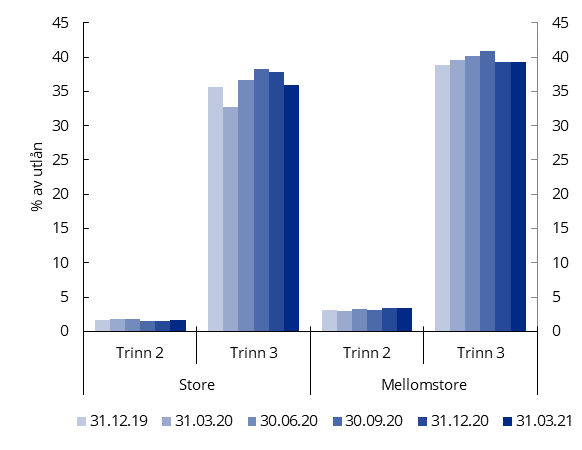 % av utlån
45 45
40 40
35 35
30 30
25 25
20 20
15 15
10 10
5 5
0 0
Trinn 2 Trinn 3 Trinn 2 Trinn 3
Store Mellomstore
31.12.19 31.03.20 30.06.20 30.09.20 31.12.20 31.03.21